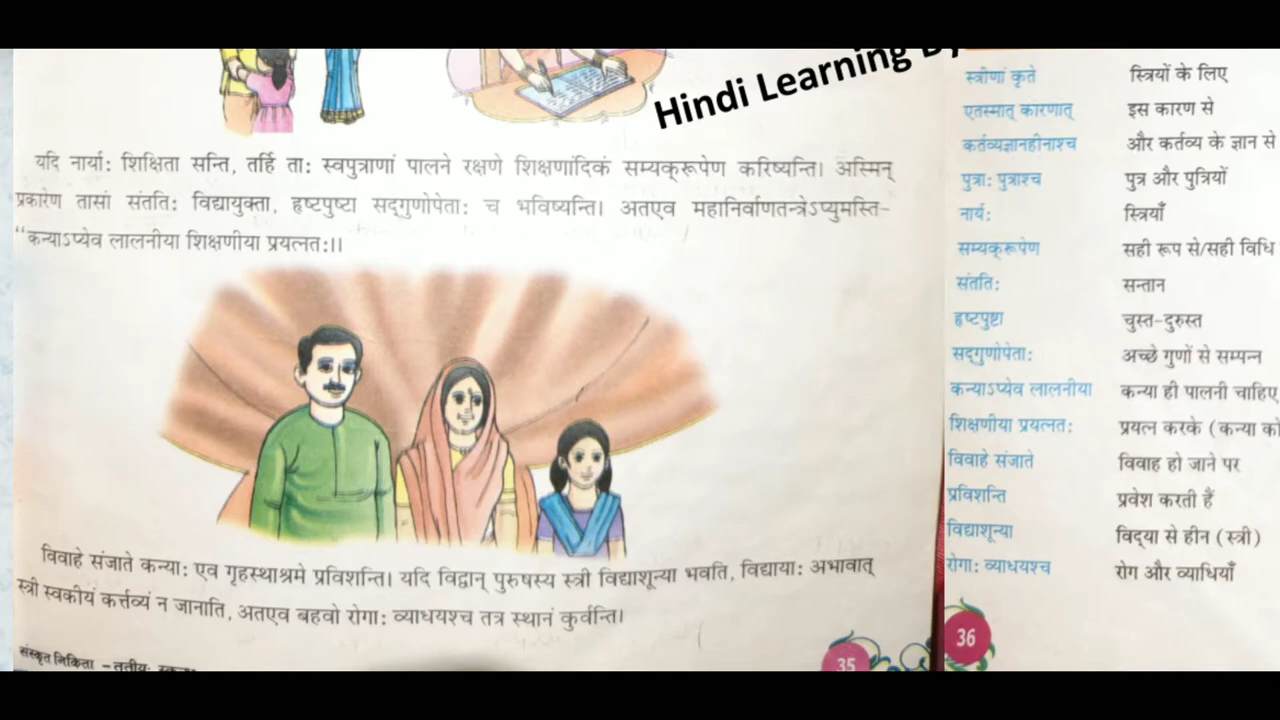 Hindi Learning By
यदि नार्या: शिक्षिता सन्ति, तर्हि ता: स्वपुत्राणां पालने रक्षणे शिक्षणांदिकं सम्यक्‌रूपेण करिष्यन्ति। अस्मिन्
प्रकारेण तासां संतति: विद्यायुक्ता, हृष्टपुष्टा सद्‌गुणोपेता: च भविष्यन्ति। अतएव महानिर्वाणतन्त्रेऽप्युमस्ति-
“कन्याऽप्येव लालनीया शिक्षणीया प्रयत्नत:।।
विवाहे संजाते कन्या: एव गृहस्थाश्रमे प्रविशन्ति। यदि विद्वान् पुरुषस्य स्त्री विद्याशून्या भवति, विद्याया: अभावात्
स्त्री स्वकीयं कर्त्तव्यं न जानाति, अतएव बहवो रोगा: व्याधयश्च तत्र स्थानं कुर्वन्ति।
संस्कृत निकिता - तृतीय:
35
स्त्रीणां कृते स्त्रियों के लिए
एतस्मात् कारणात् इस कारण से
कर्तव्यज्ञानहीनाश्च और कर्तव्य के ज्ञान से
पुत्रा: पुत्राश्च पुत्र और पुत्रियों
नार्य: स्त्रियाँ
सम्यक्‌रूपेण सही रूप से/सही विधि
संतति: सन्तान
हृष्टपुष्टा चुस्त-दुरुस्त
सद्‌गुणोपेता: अच्छे गुणों से सम्पन्न
कन्याऽप्येव लालनीया कन्या ही पालनी चाहिए
शिक्षणीया प्रयत्नत: प्रयत्न करके (कन्या को
विवाहे संजाते विवाह हो जाने पर
प्रविशन्ति प्रवेश करती हैं
विद्याशून्या विद्‌या से हीन (स्त्री)
रोगा: व्याधयश्च रोग और व्याधियाँ
36